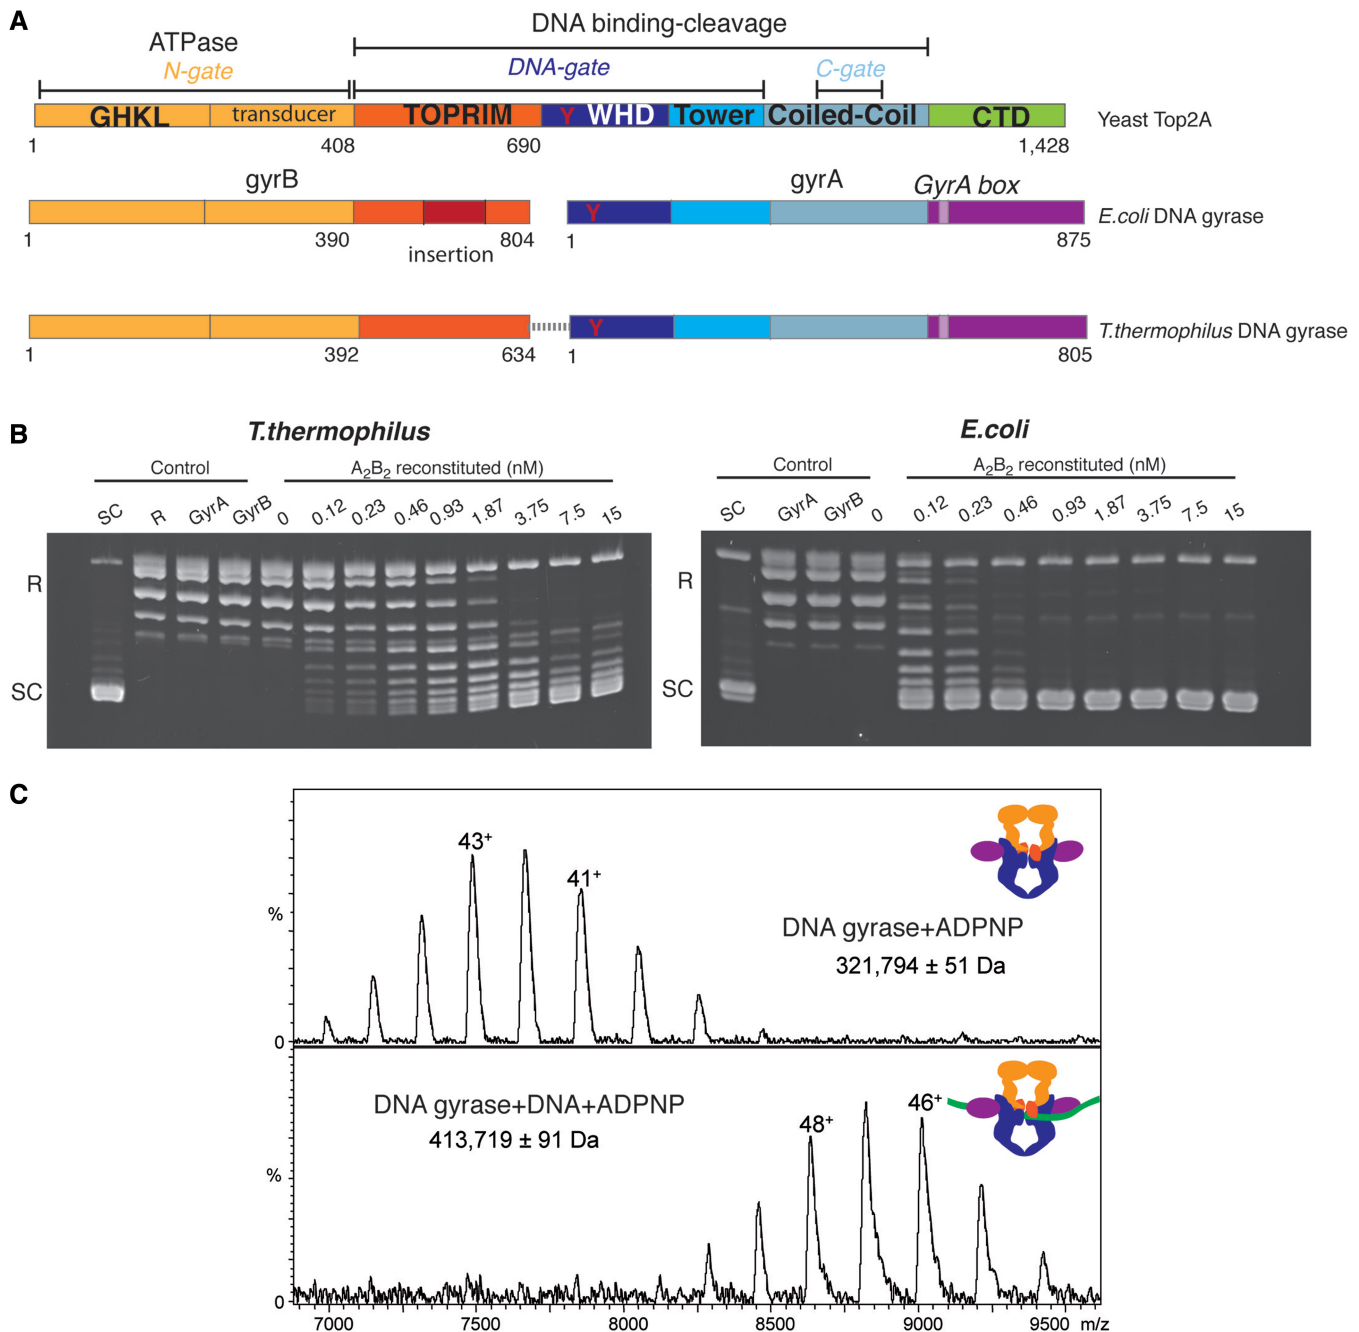 A
DNA binding-cleavage
ATPase
N-gate
DNA-gate
C-gate
GHKL transducer TOPRIM Y WHD Tower Coiled-Coil CTD
Yeast Top2A
1 408 690 1,428
gyrB gyrA GyrA box
Y
E.coli DNA gyrase
1 390 804 1 875
insertion
Y
T.thermophilus DNA gyrase
1 392 634 1 805
B
T.thermophilus
Control A2B2 reconstituted (nM)
SC R GyrA GyrB 0 0.12 0.23 0.46 0.93 1.87 3.75 7.5 15
R
SC
E.coli
Control A2B2 reconstituted (nM)
SC GyrA GyrB 0 0.12 0.23 0.46 0.93 1.87 3.75 7.5 15
R
SC
C
43+
41+
%
DNA gyrase+ADPNP
321,794 ± 51 Da
0
DNA gyrase+DNA+ADPNP
413,719 ± 91 Da
48+
46+
%
0
7000 7500 8000 8500 9000 9500 m/z